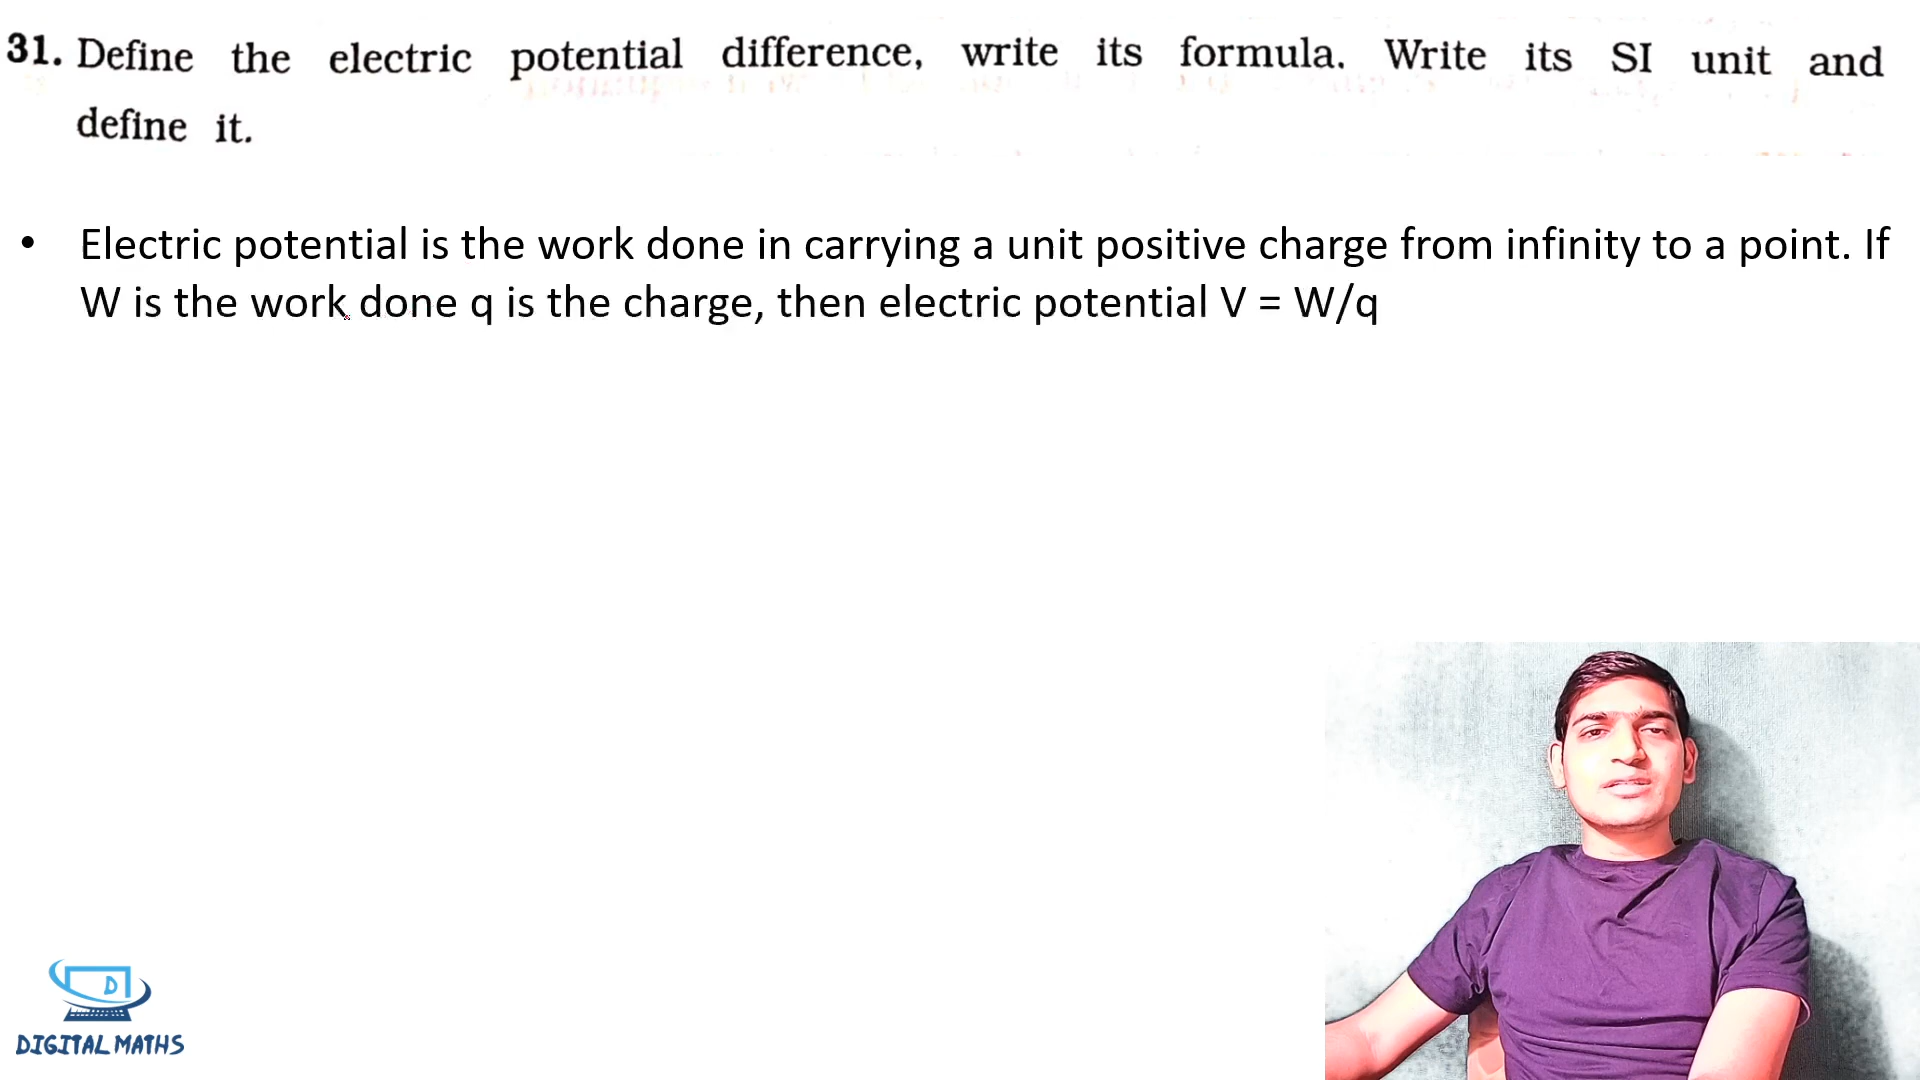 31. Define the electric potential difference, write its formula. Write its SI unit and
define it.
• Electric potential is the work done in carrying a unit positive charge from infinity to a point. If
W is the work done q is the charge, then electric potential V = W/q
D
DIGITAL MATHS